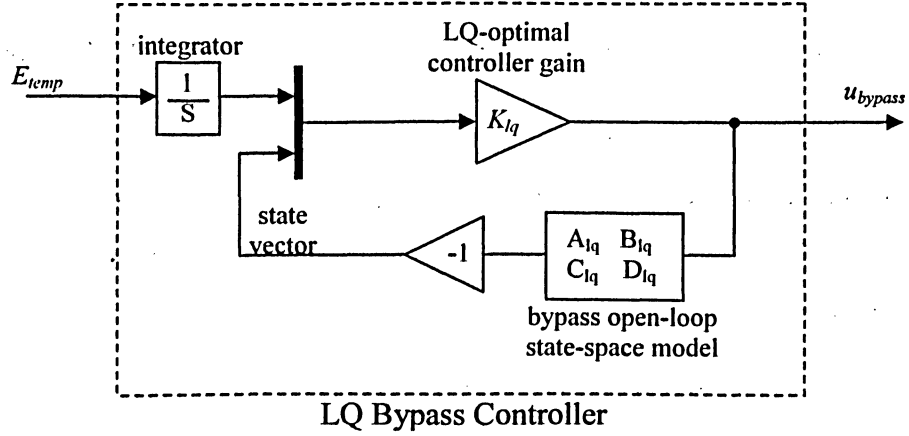 integrator
LQ-optimal
controller gain
E_temp
1
S
K_lq
u_bypass
state
vector
-1
A_lq B_lq
C_lq D_lq
bypass open-loop
state-space model
LQ Bypass Controller